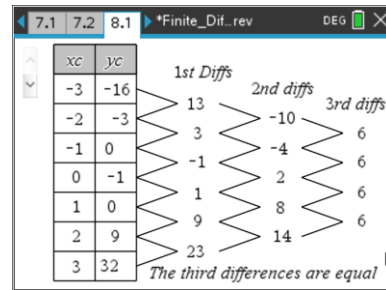 7.1 7.2 8.1 *Finite_Dif...rev DEG
xc yc
1st Diffs
2nd diffs
3rd diffs
-3 -16
13
-2 -3 -10
3 6
-1 0 -4
-1 6
0 -1 2
1 6
1 0 8
9 6
2 9 14
23
3 32
The third differences are equal